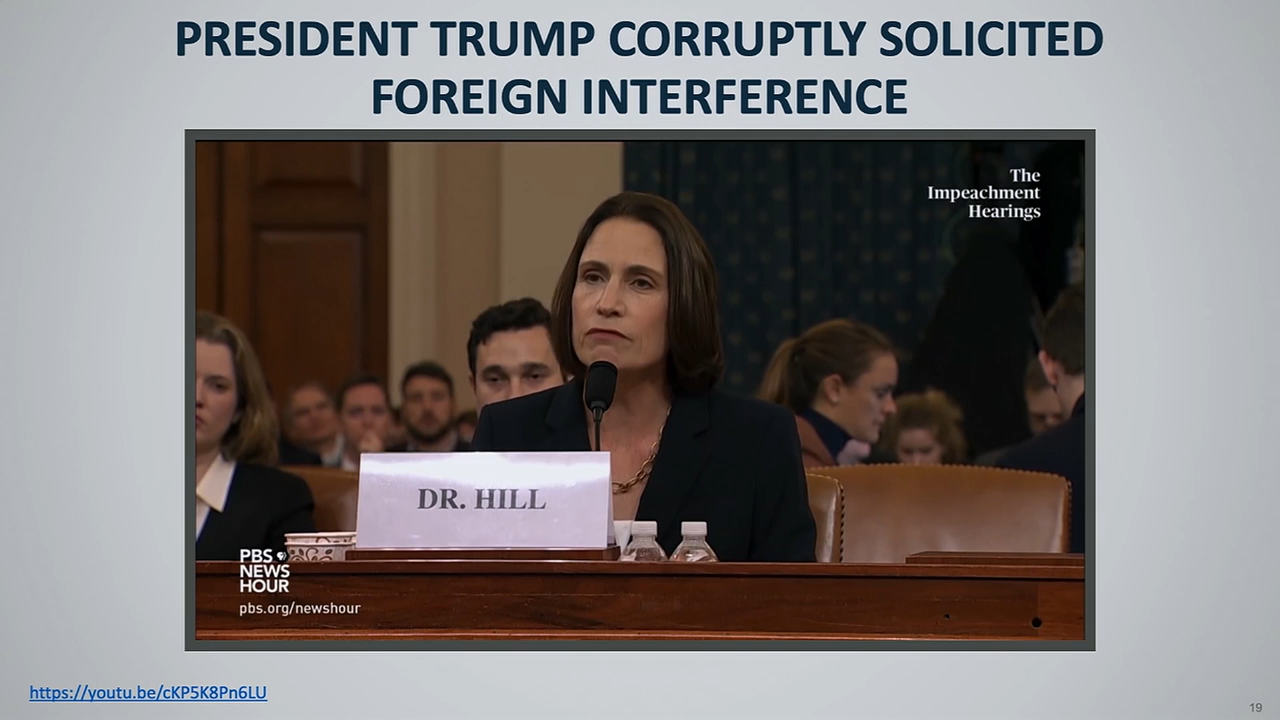 PRESIDENT TRUMP CORRUPTLY SOLICITED
FOREIGN INTERFERENCE
The
Impeachment
Hearings
DR. HILL
PBS
NEWS
HOUR
pbs.org/newshour
https://youtu.be/cKP5K8Pn6LU
19